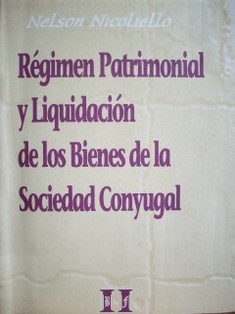 Nelson Nicoliello
Régimen Patrimonial
y Liquidación
de los Bienes de la
Sociedad Conyugal